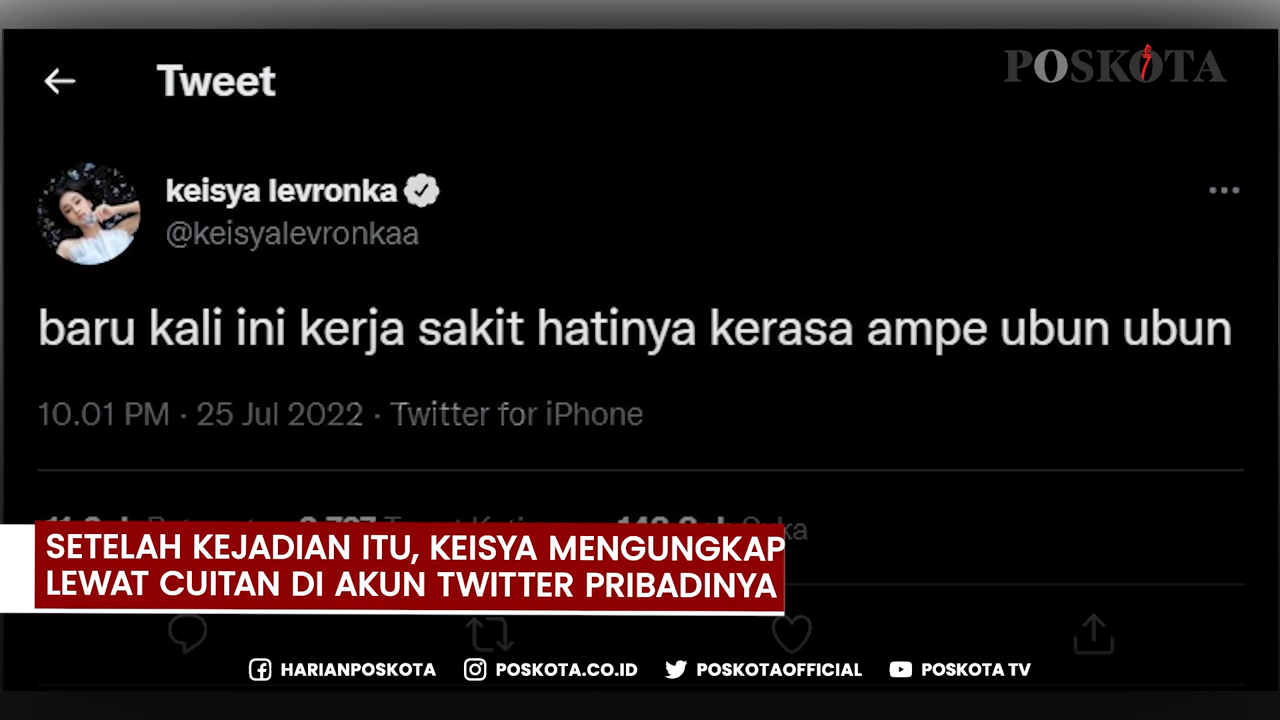 POSKOTA
Tweet
keisya levronka
@keisyalevronkaa
baru kali ini kerja sakit hatinya kerasa ampe ubun ubun
10.01 PM · 25 Jul 2022 · Twitter for iPhone
SETELAH KEJADIAN ITU, KEISYA MENGUNGKAP
LEWAT CUITAN DI AKUN TWITTER PRIBADINYA
HARIANPOSKOTA POSKOTA.CO.ID POSKOTAOFFICIAL POSKOTA TV